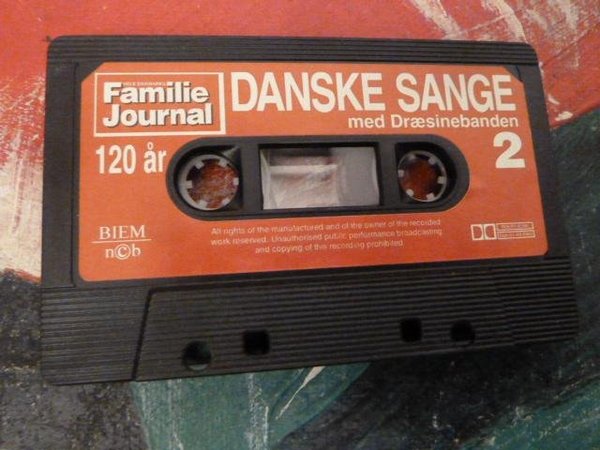 Familie
Journal
DANSKE SANGE
med Dræsinebanden
120 år
2
BIEM
n©b
All rights of the manufacturered and of the owner of the recorded
work reserved. Unauthorised public performance broadcasting
and copying of this recording prohibited